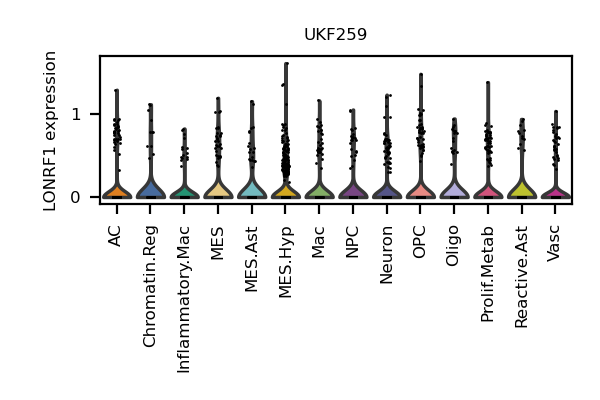 UKF259
LONRF1 expression
1
0
AC
Chromatin.Reg
Inflammatory.Mac
MES
MES.Ast
MES.Hyp
Mac
NPC
Neuron
OPC
Oligo
Prolif.Metab
Reactive.Ast
Vasc